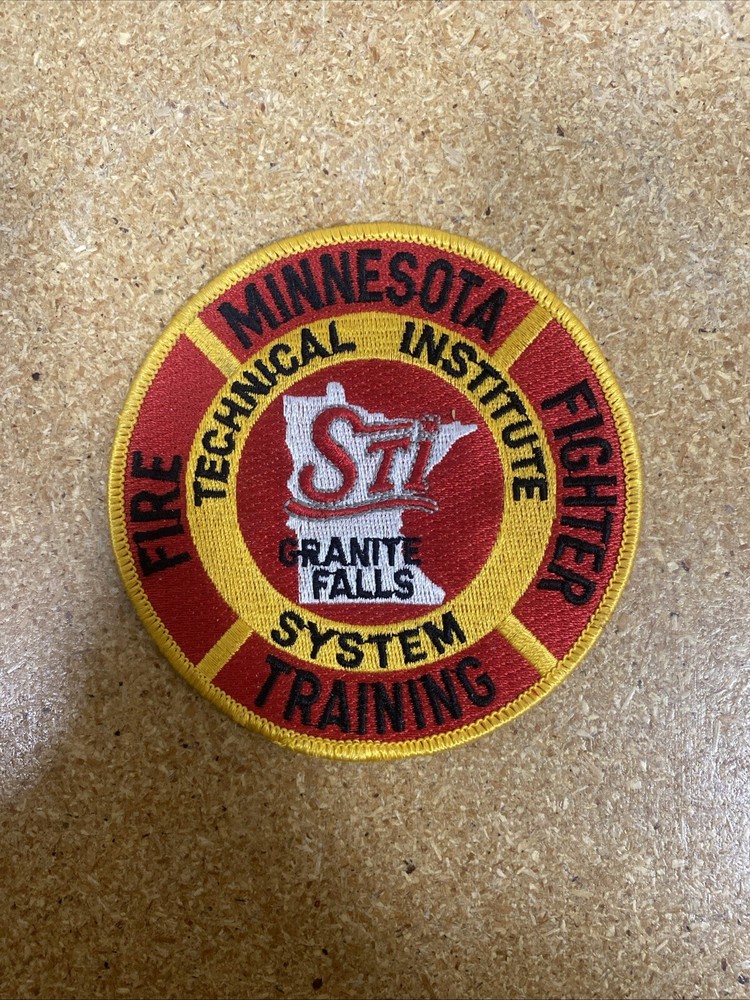 MINNESOTA
FIRE
FIGHTER
TRAINING
TECHNICAL INSTITUTE
SYSTEM
STi
GRANITE
FALLS